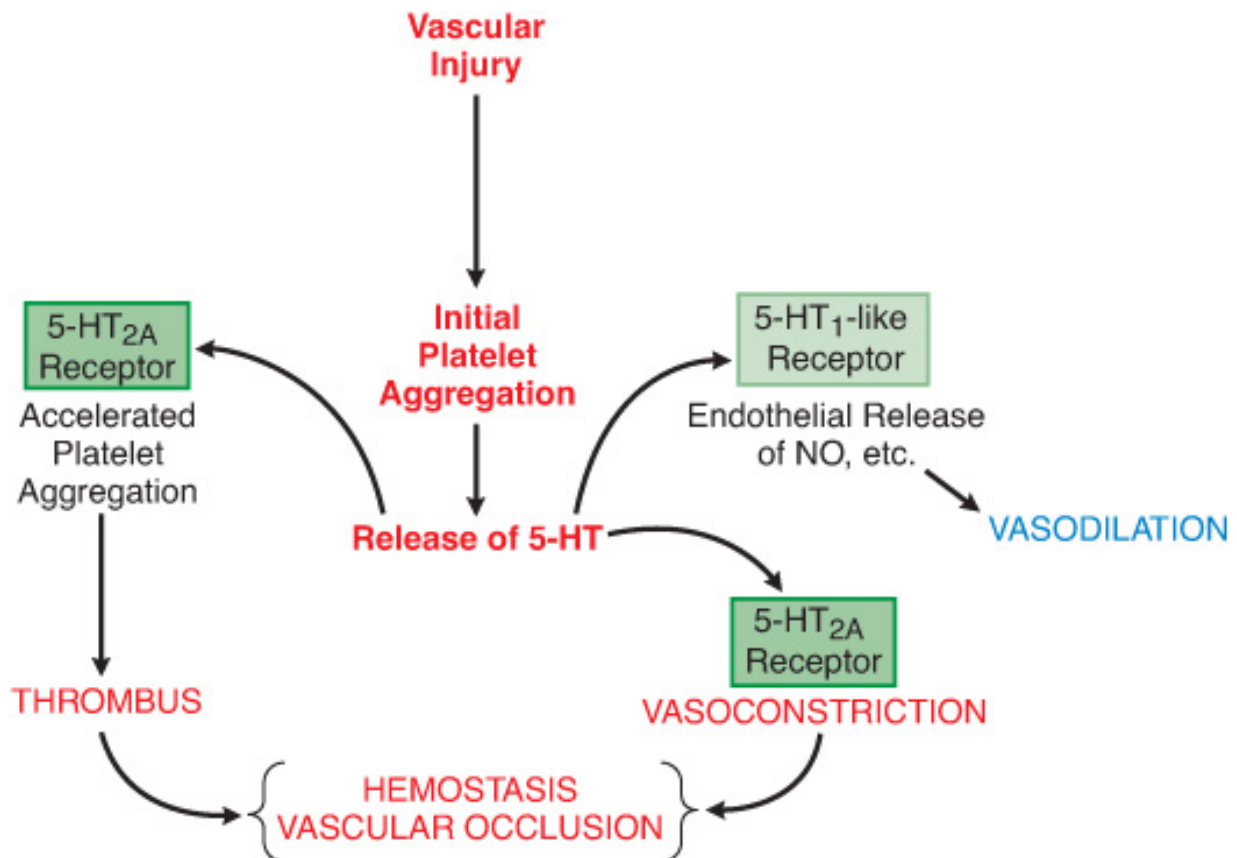 Vascular
Injury
Initial
Platelet
Aggregation
5-HT2A
Receptor
Accelerated
Platelet
Aggregation
5-HT1-like
Receptor
Endothelial Release
of NO, etc.
Release of 5-HT
VASODILATION
5-HT2A
Receptor
THROMBUS
VASOCONSTRICTION
HEMOSTASIS
VASCULAR OCCLUSION